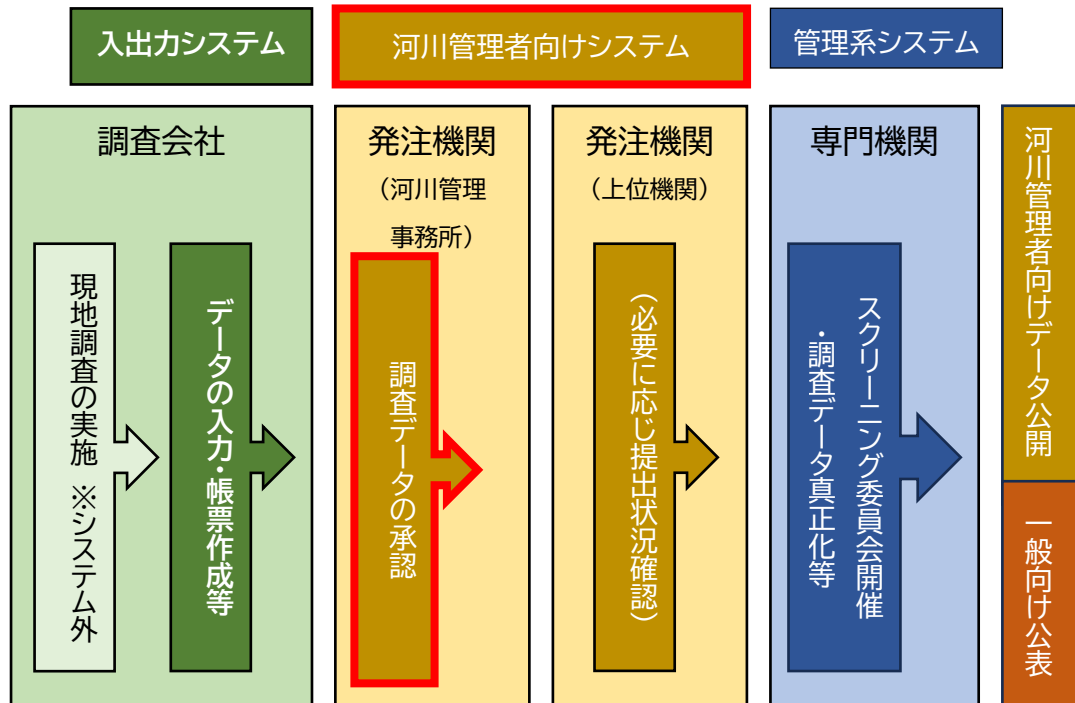 入出力システム
河川管理者向けシステム
管理系システム
調査会社
現地調査の実施 ※システム外
データの入力・帳票作成等
発注機関
（河川管理
事務所）
調査データの承認
発注機関
（上位機関）
（必要に応じ提出状況確認）
専門機関
スクリーニング委員会開催
・調査データ真正化等
河川管理者向けデータ公開
一般向け公表